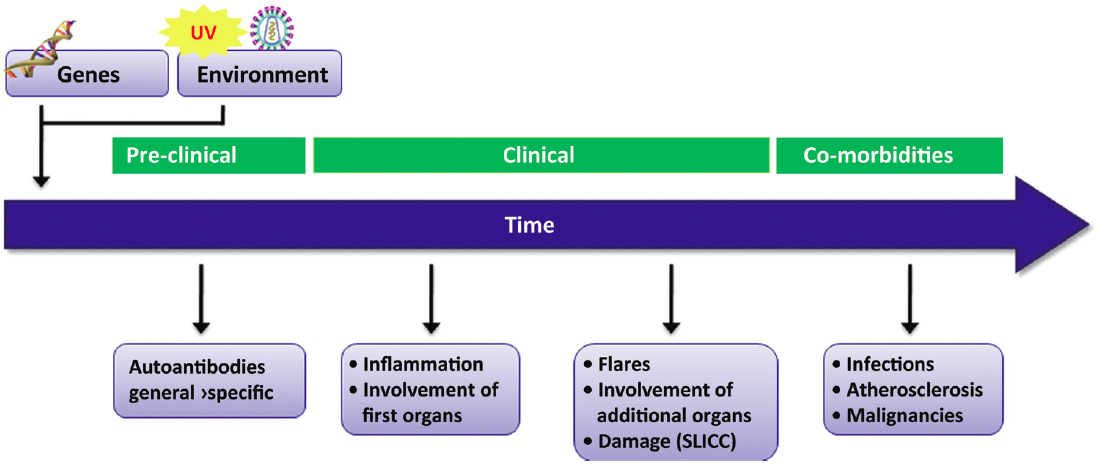 UV
Genes
Environment
Pre-clinical
Clinical
Co-morbidities
Time
Autoantibodies
general ›specific
• Inflammation
• Involvement of
first organs
• Flares
• Involvement of
additional organs
• Damage (SLICC)
• Infections
• Atherosclerosis
• Malignancies